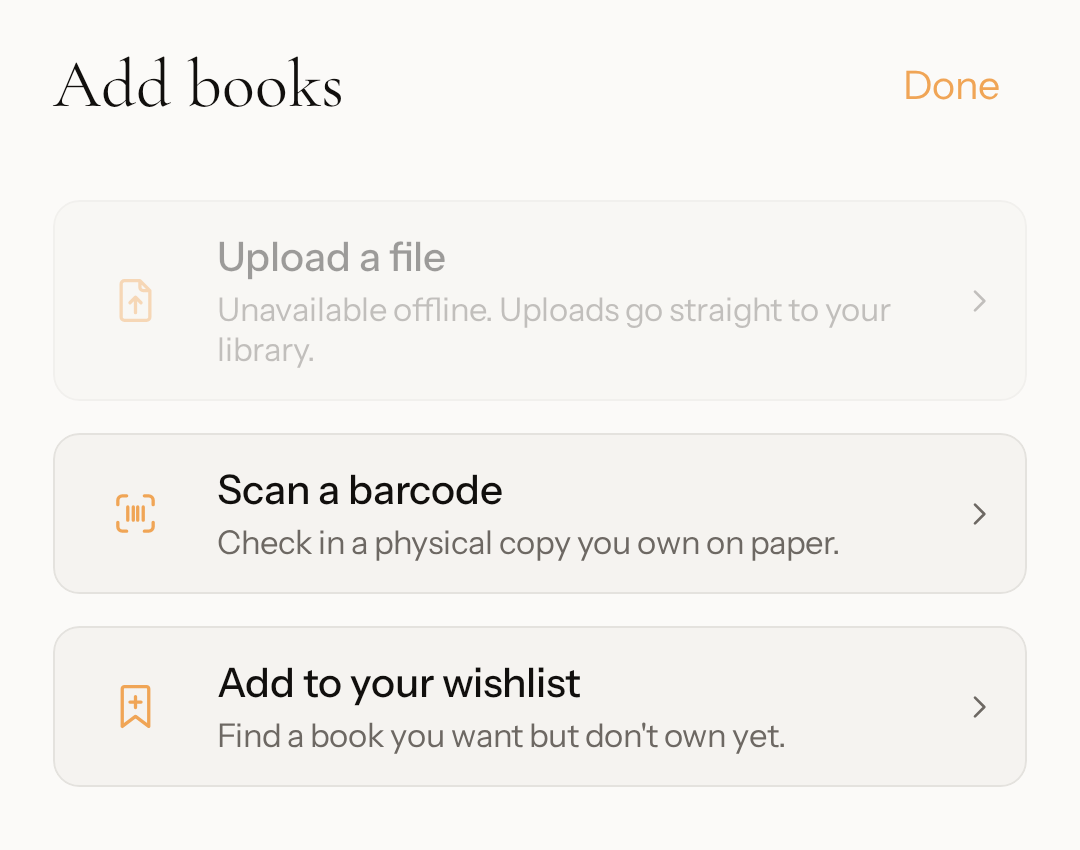 Add books
Done
Upload a file
Unavailable offline. Uploads go straight to your
library.
Scan a barcode
Check in a physical copy you own on paper.
Add to your wishlist
Find a book you want but don't own yet.